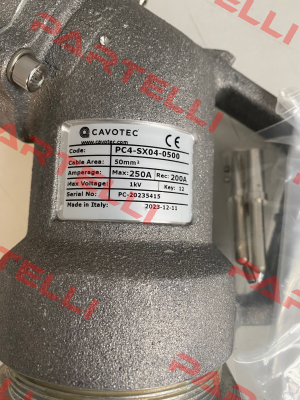 PARTELLI
CAVOTEC
CE
www.cavotec.com
Code: PC4-SX04-0500
Cable Area: 50mm²
Amperage: Max: 250A Rec: 200A
Max Voltage: 1kV Key: 12
Serial No: PC-20235415
Made in Italy: 2023-12-11
PARTELLI
PARTELLI